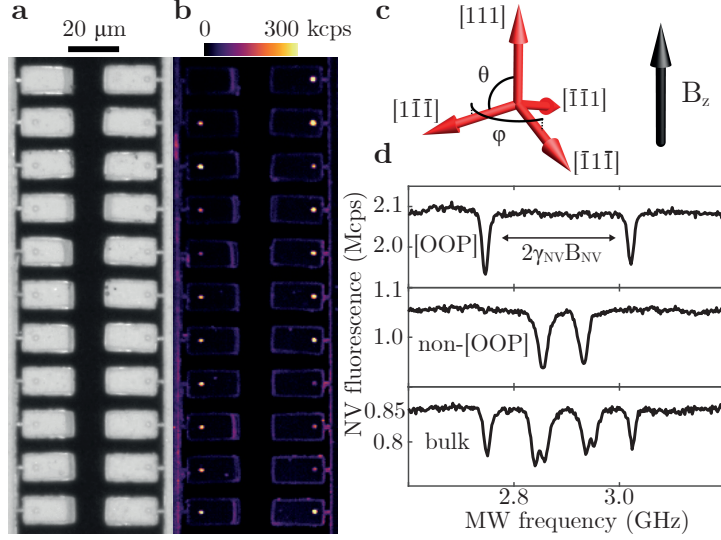 a
20 μm
b
0 300 kcps
c
[111]
θ
[1̄1̄1]
[11̄1̄]
φ
[1̄11̄]
B_z
d
NV fluorescence (Mcps)
2.1
2.0
[OOP]
2γ_NV B_NV
1.1
1.0
non-[OOP]
0.85
0.8
bulk
2.8 3.0
MW frequency (GHz)